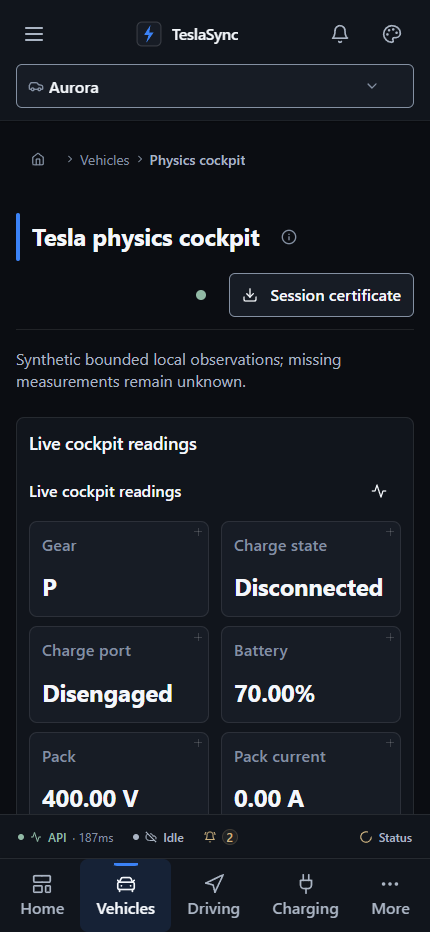 TeslaSync
Aurora
Vehicles Physics cockpit
Tesla physics cockpit
Session certificate
Synthetic bounded local observations; missing
measurements remain unknown.
Live cockpit readings
Live cockpit readings
Gear
P
Charge state
Disconnected
Charge port
Disengaged
Battery
70.00%
Pack
400.00 V
Pack current
0.00 A
API · 187ms
Idle
2
Status
Home
Vehicles
Driving
Charging
More